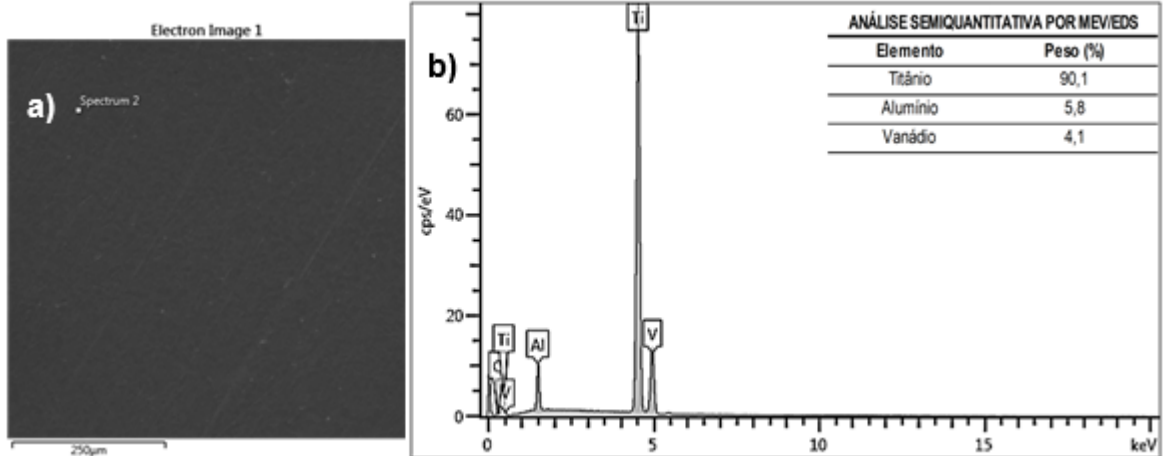 Electron Image 1
a)
Spectrum 2
250µm
b)
cps/eV
60
40
20
0
Ti
Ti
C
V
Al
V
0
5
10
15
keV
ANÁLISE SEMIQUANTITATIVA POR MEV/EDS
Elemento Peso (%)
Titânio 90,1
Alumínio 5,8
Vanádio 4,1